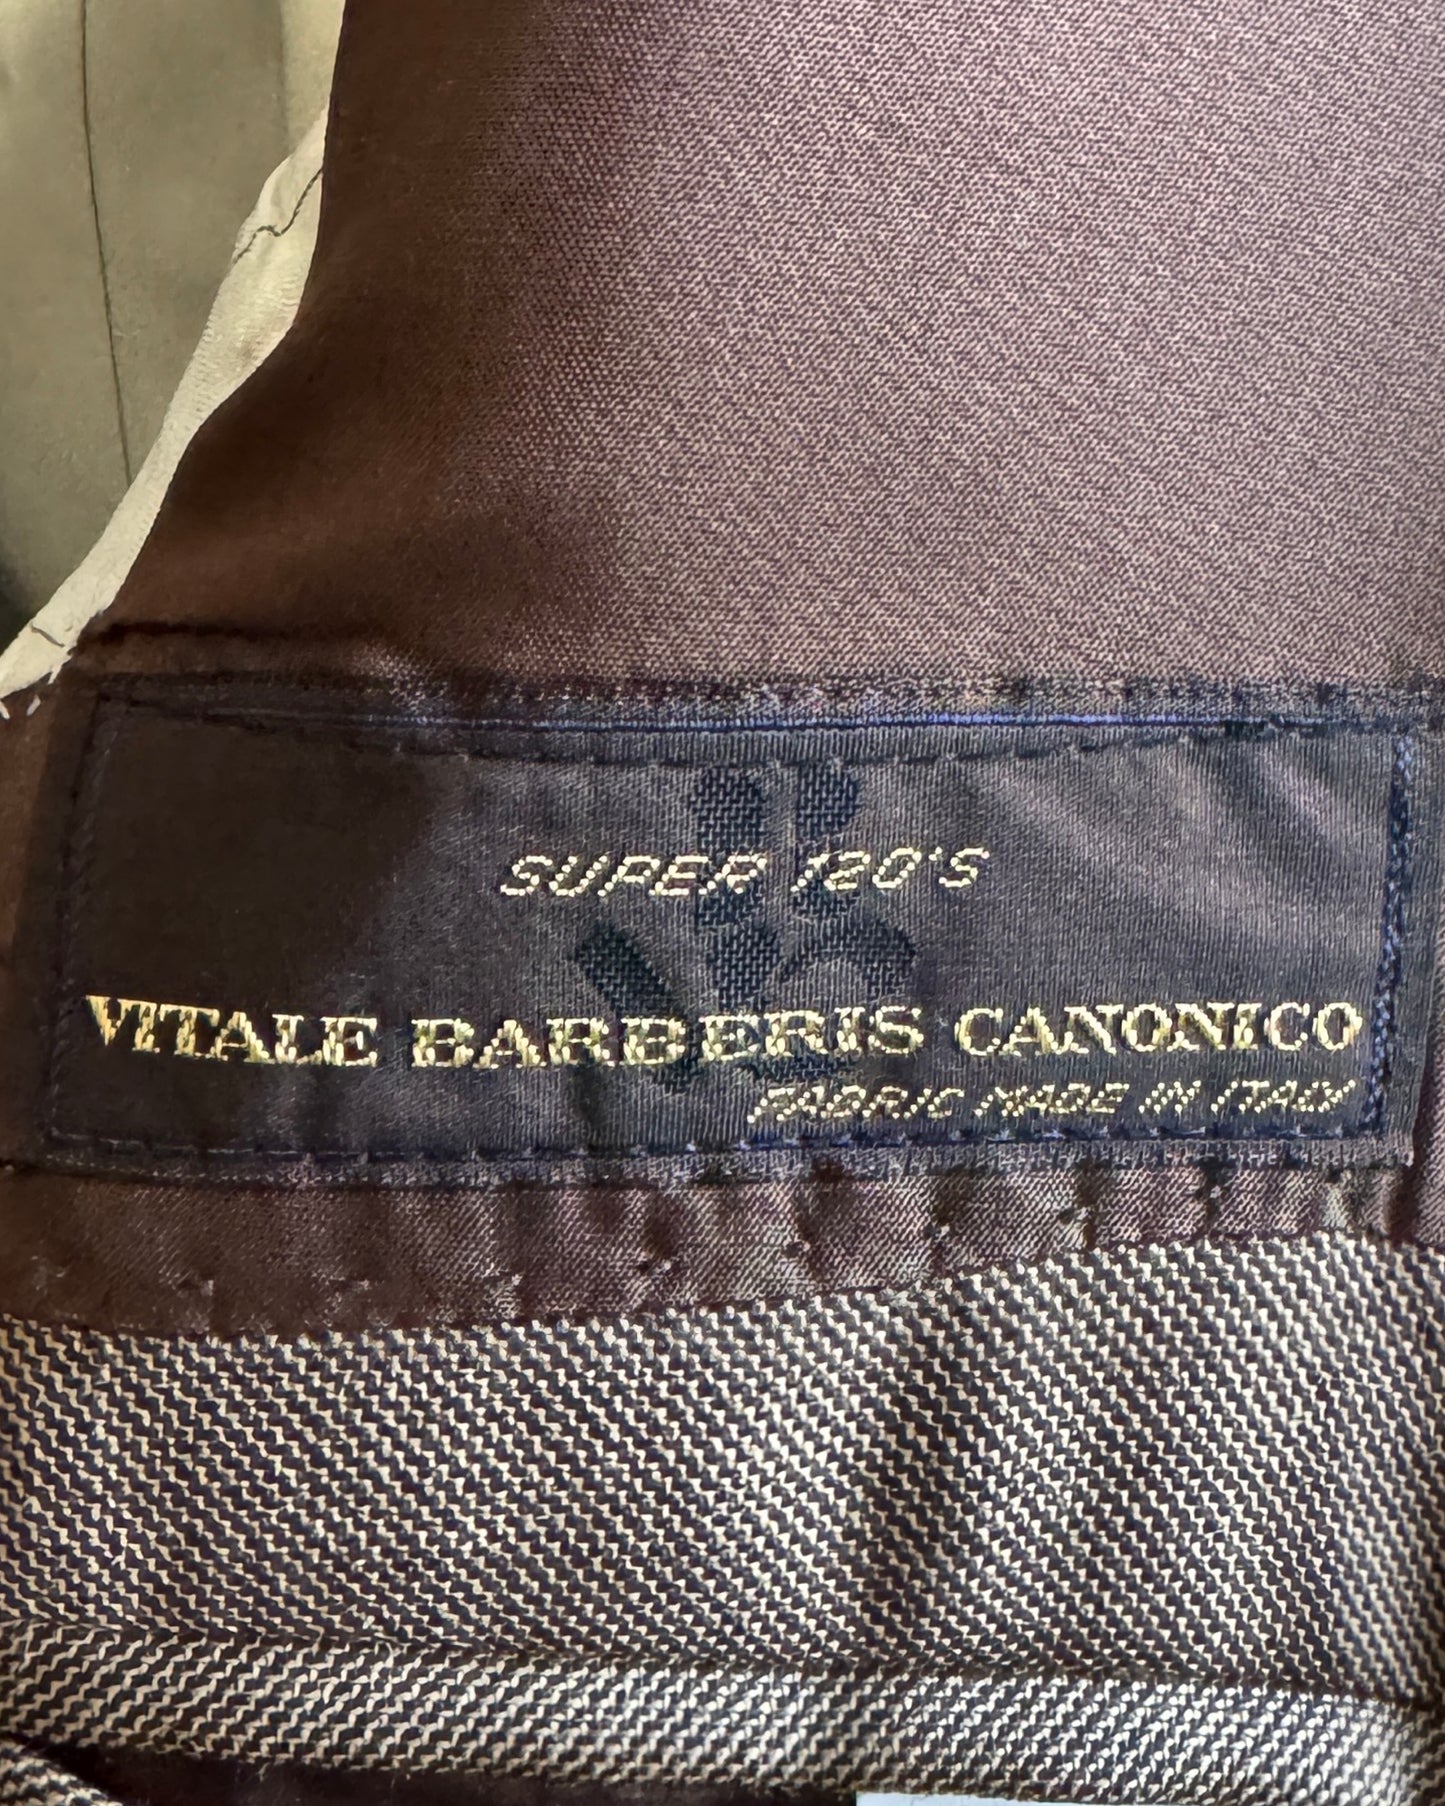 SUPER 120'S
VITALE BARBERIS CANONICO
FABRIC MADE IN ITALY